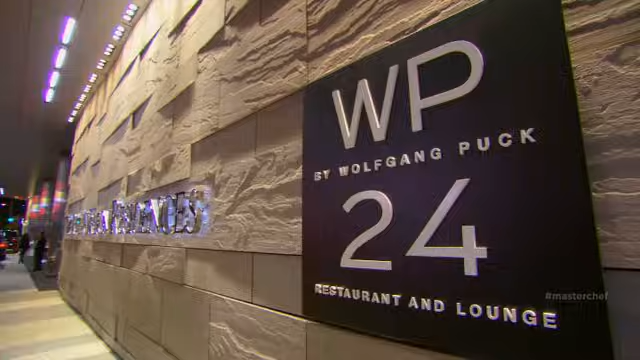 WP
BY WOLFGANG PUCK
24
RESTAURANT AND LOUNGE
#masterchef